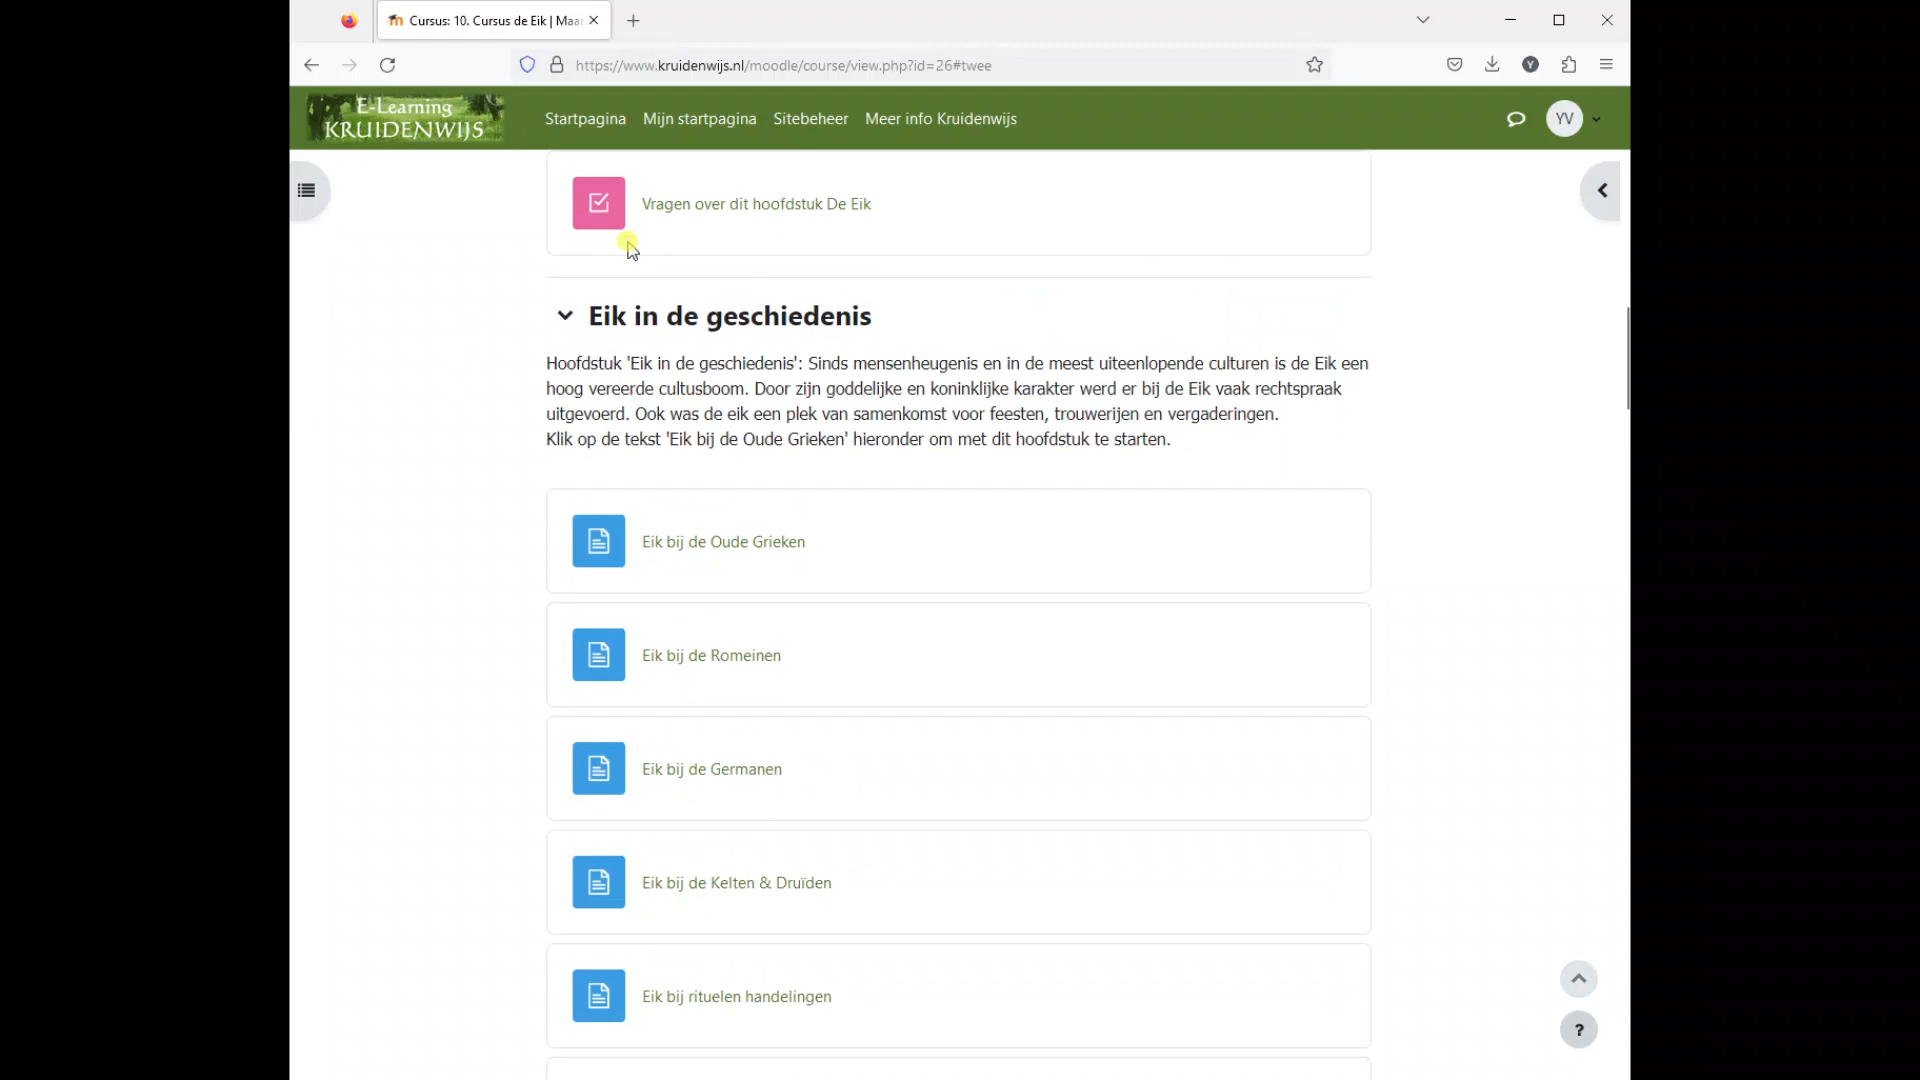 Cursus: 10. Cursus de Eik | Maa
https://www.kruidenwijs.nl/moodle/course/view.php?id=26#twee
Y
E-Learning
KRUIDENWIJS
Startpagina
Mijn startpagina
Sitebeheer
Meer info Kruidenwijs
YV
Vragen over dit hoofdstuk De Eik
Eik in de geschiedenis
Hoofdstuk 'Eik in de geschiedenis': Sinds mensenheugenis en in de meest uiteenlopende culturen is de Eik een
hoog vereerde cultusboom. Door zijn goddelijke en koninklijke karakter werd er bij de Eik vaak rechtspraak
uitgevoerd. Ook was de eik een plek van samenkomst voor feesten, trouwerijen en vergaderingen.
Klik op de tekst 'Eik bij de Oude Grieken' hieronder om met dit hoofdstuk te starten.
Eik bij de Oude Grieken
Eik bij de Romeinen
Eik bij de Germanen
Eik bij de Kelten & Druïden
Eik bij rituelen handelingen
?